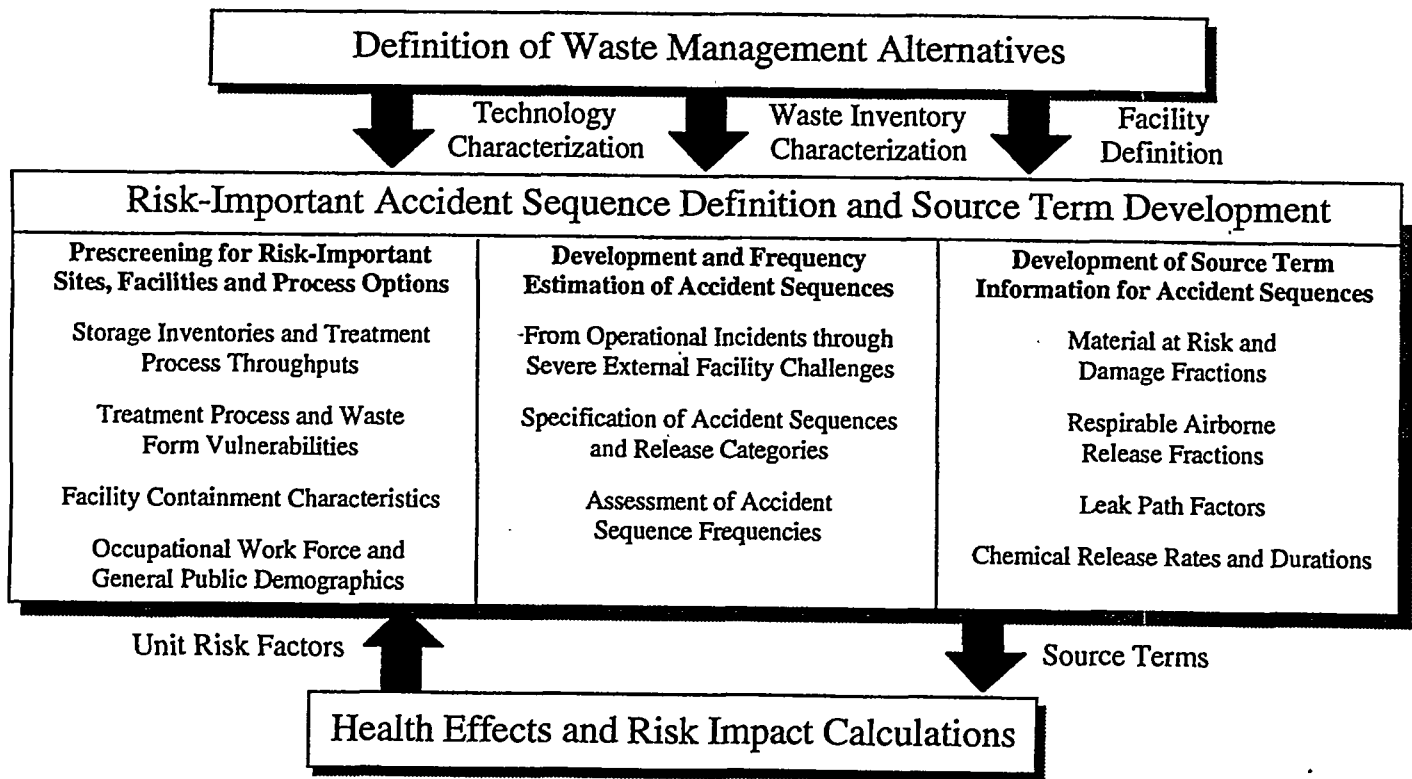 Definition of Waste Management Alternatives
Technology
Characterization
Waste Inventory
Characterization
Facility
Definition
Risk-Important Accident Sequence Definition and Source Term Development
Prescreening for Risk-Important
Sites, Facilities and Process Options
Storage Inventories and Treatment
Process Throughputs
Treatment Process and Waste
Form Vulnerabilities
Facility Containment Characteristics
Occupational Work Force and
General Public Demographics
Development and Frequency
Estimation of Accident Sequences
From Operational Incidents through
Severe External Facility Challenges
Specification of Accident Sequences
and Release Categories
Assessment of Accident
Sequence Frequencies
Development of Source Term
Information for Accident Sequences
Material at Risk and
Damage Fractions
Respirable Airborne
Release Fractions
Leak Path Factors
Chemical Release Rates and Durations
Unit Risk Factors
Source Terms
Health Effects and Risk Impact Calculations